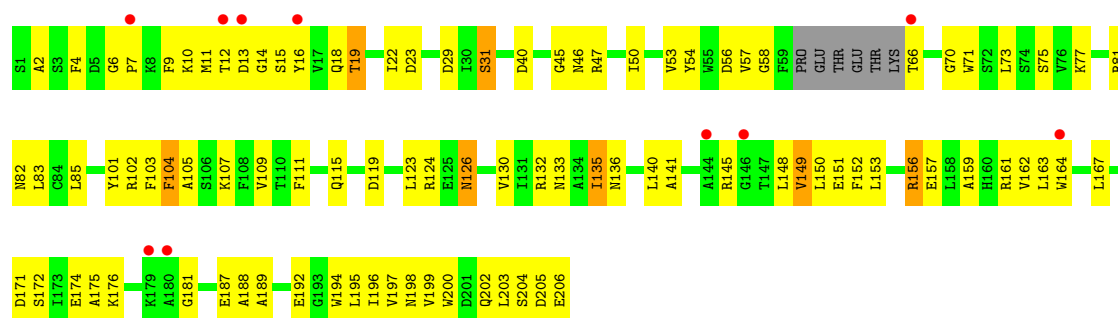 S1 A2 S3 F4 D5 G6 P7 K8 F9 K10 M11 T12 D13 G14 S15 Y16 V17 Q18 T19 I22 D23 D29 I30 S31 D40 G45 N46 R47 I50 V53 Y54 W55 D56 V57 G58 F59 PRO GLU THR GLU THR LYS T66 G70 W71 S72 L73 S74 S75 V76 K77
N82 L83 C84 L85 Y101 R102 F103 F104 A105 S106 K107 F108 V109 T110 F111 Q115 D119 L123 R124 E125 N126 V130 I131 R132 N133 A134 I135 N136 L140 A141 A144 R145 G146 T147 L148 V149 L150 E151 F152 L153 R156 E157 L158 A159 H160 R161 V162 L163 W164 L167
D171 S172 I173 E174 A175 K176 K179 A180 G181 E187 A188 A189 E192 G193 W194 L195 I196 V197 N198 V199 W200 D201 Q202 L203 S204 D205 E206